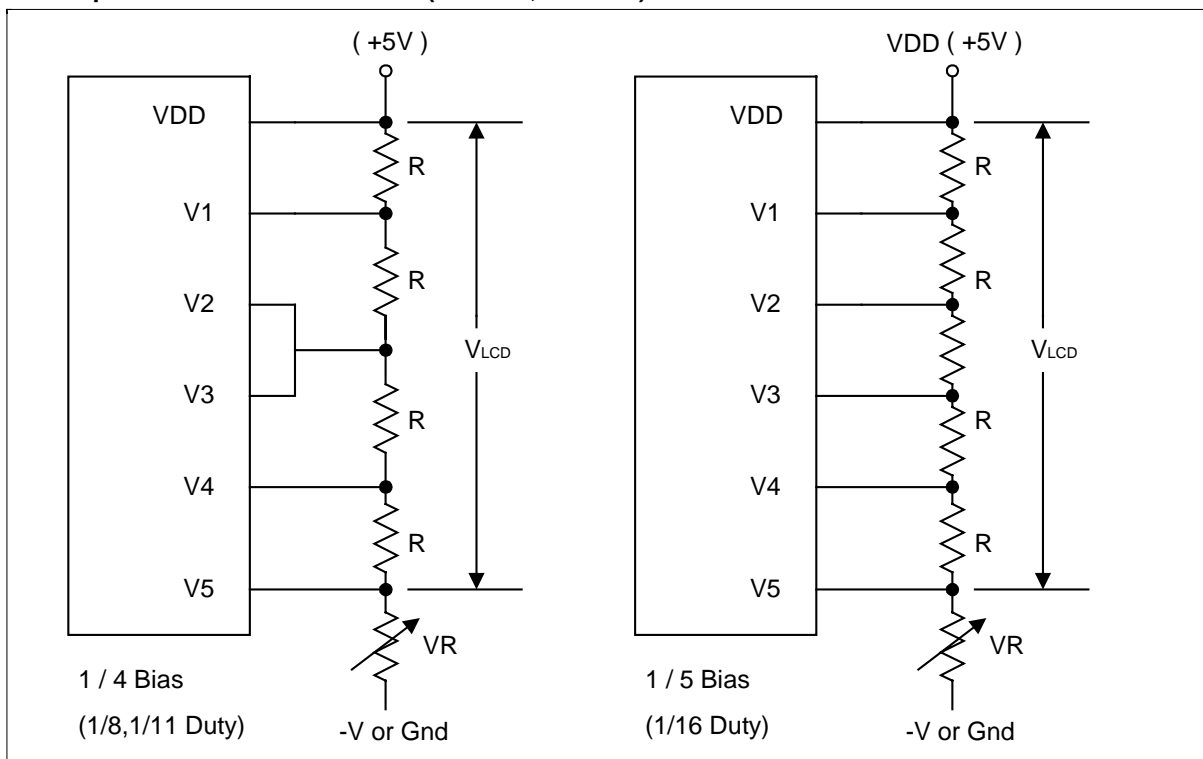 ( +5V )
VDD
R
V1
R
V2
VLCD
V3
R
V4
R
V5
VR
1 / 4 Bias
(1/8,1/11 Duty)
-V or Gnd
VDD ( +5V )
VDD
R
V1
R
V2
VLCD
V3
R
V4
R
V5
VR
1 / 5 Bias
(1/16 Duty)
-V or Gnd